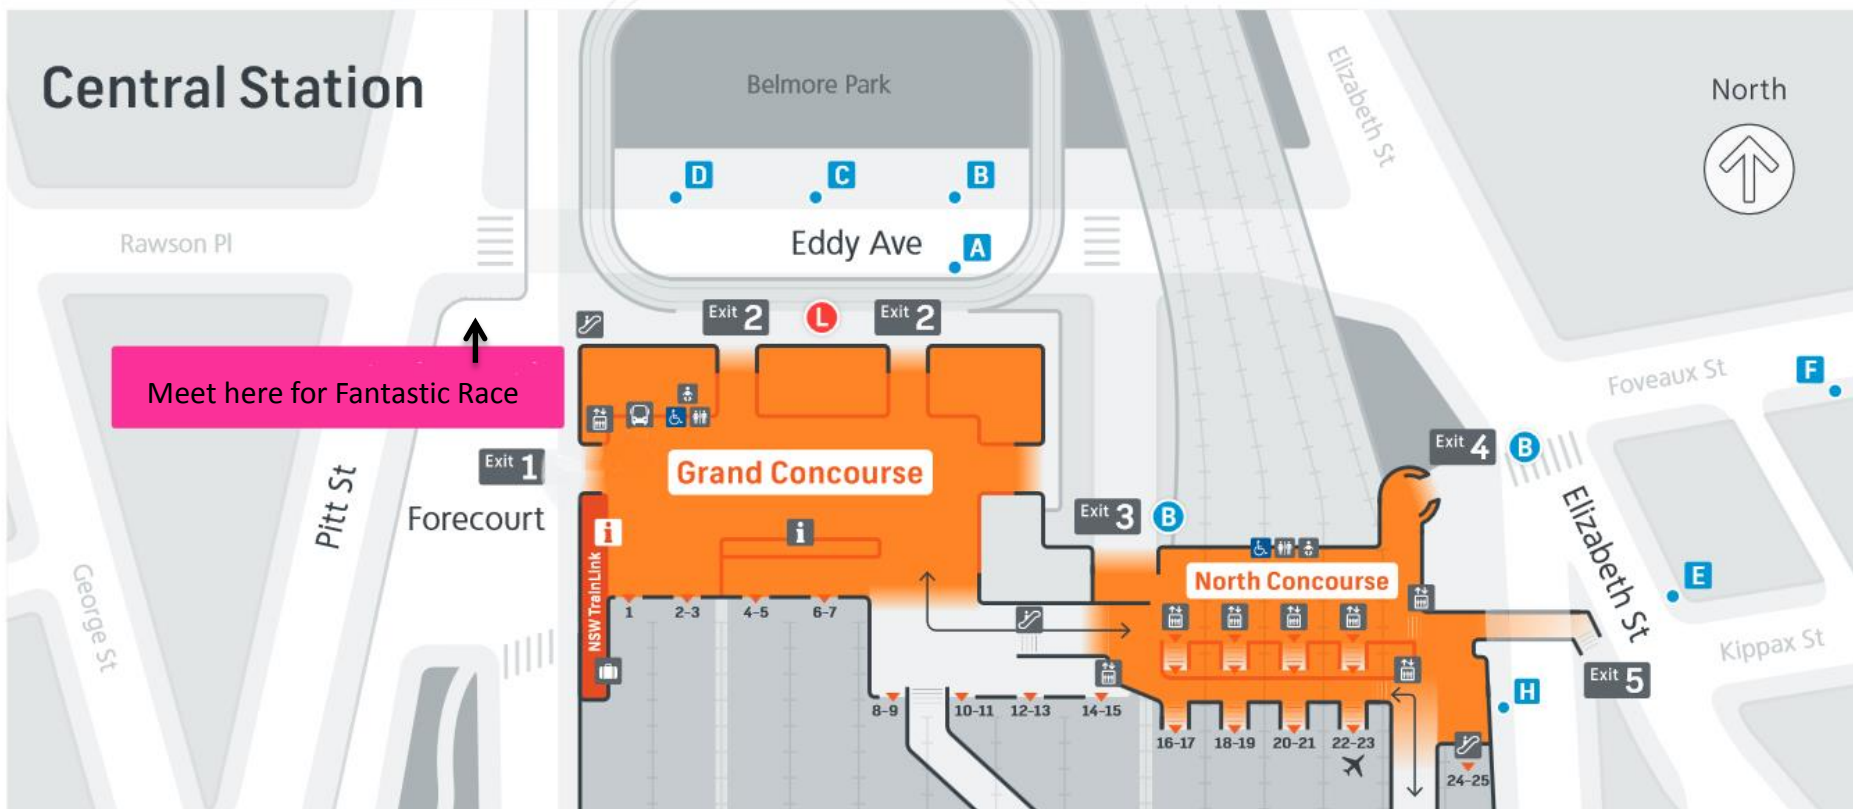 Central Station
Belmore Park
Elizabeth St
North
D
C
B
Rawson Pl
Eddy Ave
A
Exit 2
L
Exit 2
Meet here for Fantastic Race
Foveaux St
F
Exit 1
Grand Concourse
Exit 4
B
Pitt St
Forecourt
Exit 3
B
Elizabeth St
i
i
NSW TrainLink
North Concourse
E
George St
1
2-3
4-5
6-7
Kippax St
Exit 5
H
8-9
10-11
12-13
14-15
16-17
18-19
20-21
22-23
24-25